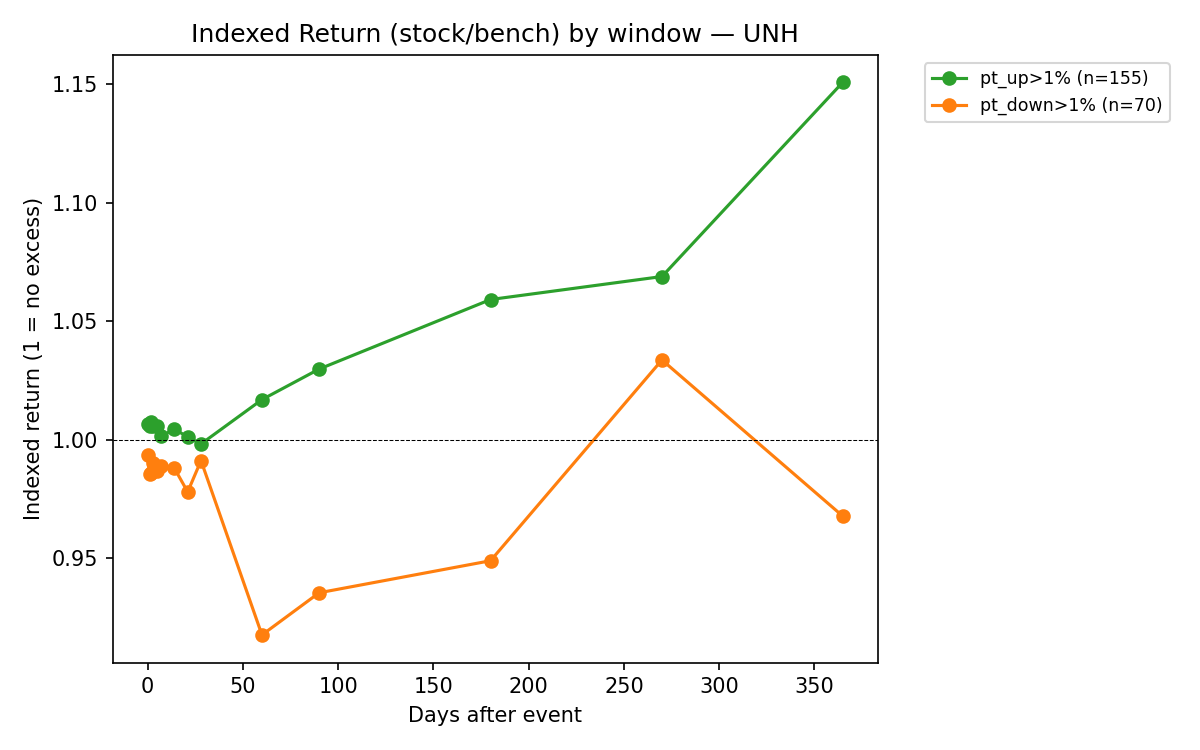 Indexed Return (stock/bench) by window — UNH
pt_up>1% (n=155)
pt_down>1% (n=70)
Indexed return (1 = no excess)
1.15
1.10
1.05
1.00
0.95
0 50 100 150 200 250 300 350
Days after event